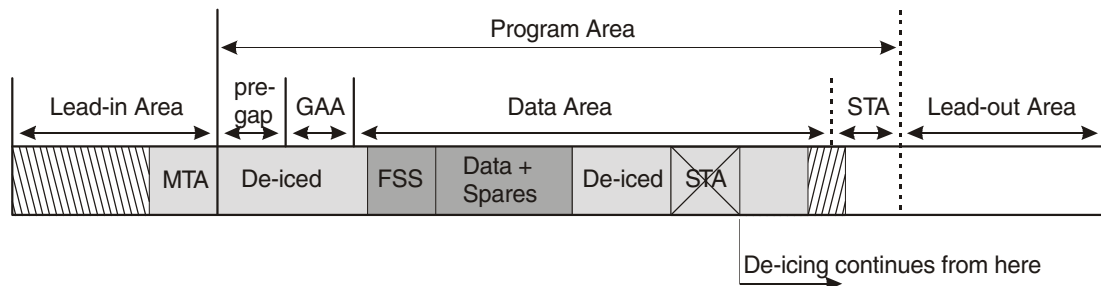 Program Area
Lead-in Area
pre-
gap
GAA
Data Area
STA
Lead-out Area
MTA
De-iced
FSS
Data +
Spares
De-iced
STA
De-icing continues from here